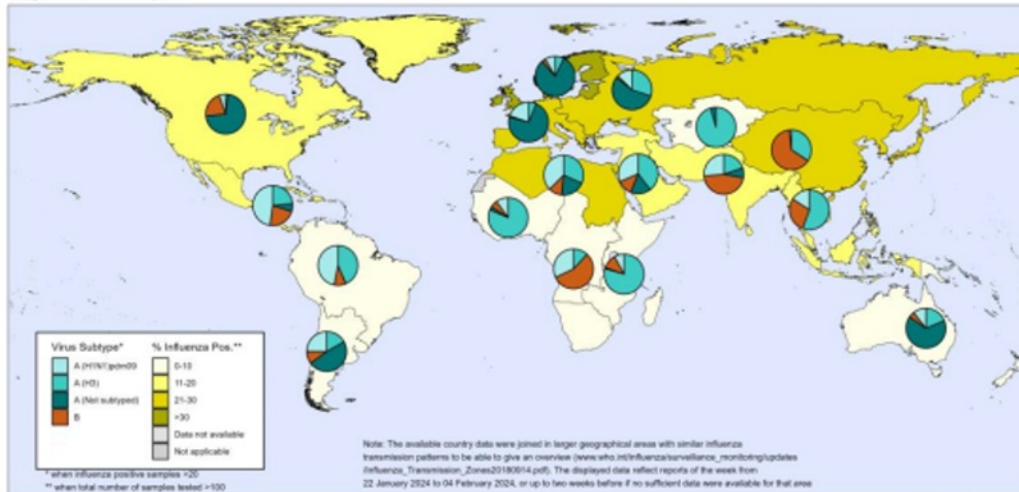 Virus Subtype*
A (H1N1)pdm09
A (H3)
A (Not subtyped)
B
% Influenza Pos.**
0-10
11-20
21-30
>30
Data not available
Not applicable
* when influenza positive samples >20
** when total number of samples tested >100
Note: The available country data were joined in larger geographical areas with similar influenza
transmission patterns to be able to give an overview (www.who.int/influenza/surveillance_monitoring/updates
/Influenza_Transmission_Zones20180914.pdf). The displayed data reflect reports of the week from
22 January 2024 to 04 February 2024, or up to two weeks before if no sufficient data were available for that area